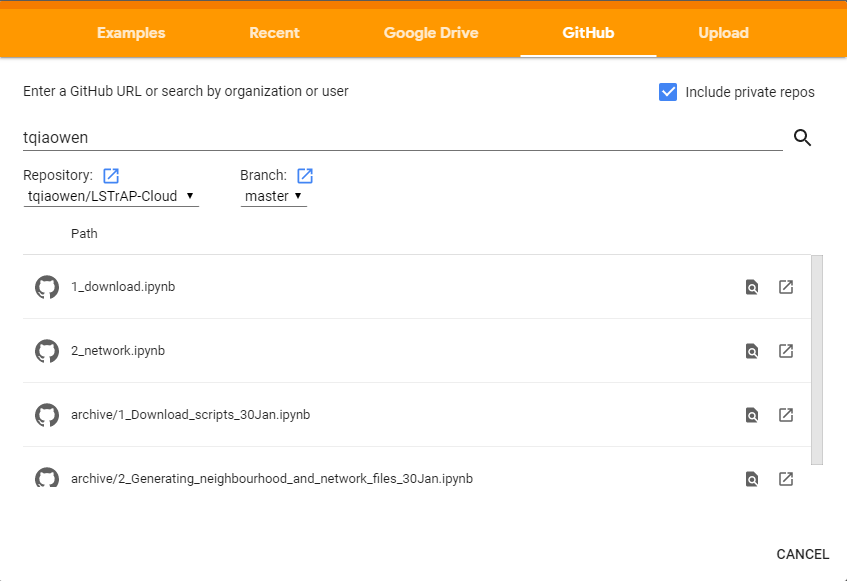 Examples Recent Google Drive GitHub Upload
Enter a GitHub URL or search by organization or user Include private repos
tqiaowen
Repository: Branch:
tqiaowen/LSTrAP-Cloud master
Path
1_download.ipynb
2_network.ipynb
archive/1_Download_scripts_30Jan.ipynb
archive/2_Generating_neighbourhood_and_network_files_30Jan.ipynb
CANCEL